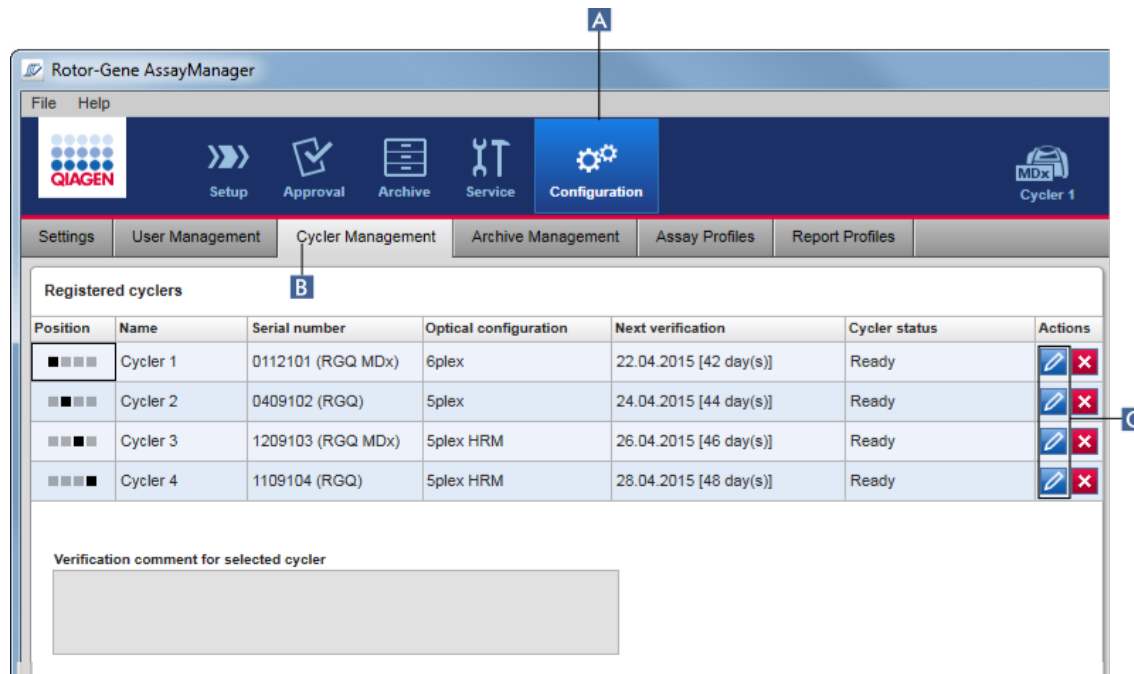 A
Rotor-Gene AssayManager
File Help
QIAGEN
Setup Approval Archive Service Configuration
MDx
Cycler 1
Settings User Management Cycler Management Archive Management Assay Profiles Report Profiles
B
Registered cyclers
Position Name Serial number Optical configuration Next verification Cycler status Actions
Cycler 1 0112101 (RGQ MDx) 6plex 22.04.2015 [42 day(s)] Ready
Cycler 2 0409102 (RGQ) 5plex 24.04.2015 [44 day(s)] Ready
C
Cycler 3 1209103 (RGQ MDx) 5plex HRM 26.04.2015 [46 day(s)] Ready
Cycler 4 1109104 (RGQ) 5plex HRM 28.04.2015 [48 day(s)] Ready
Verification comment for selected cycler